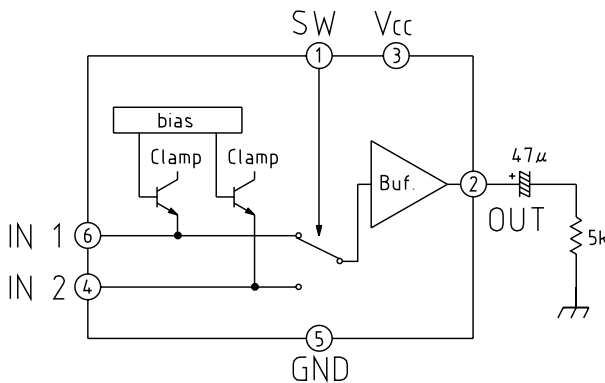 SW Vcc
1 3
bias
Clamp Clamp
47μ
+
Buf. 2
OUT
5k
IN 1 6
IN 2 4
5
GND